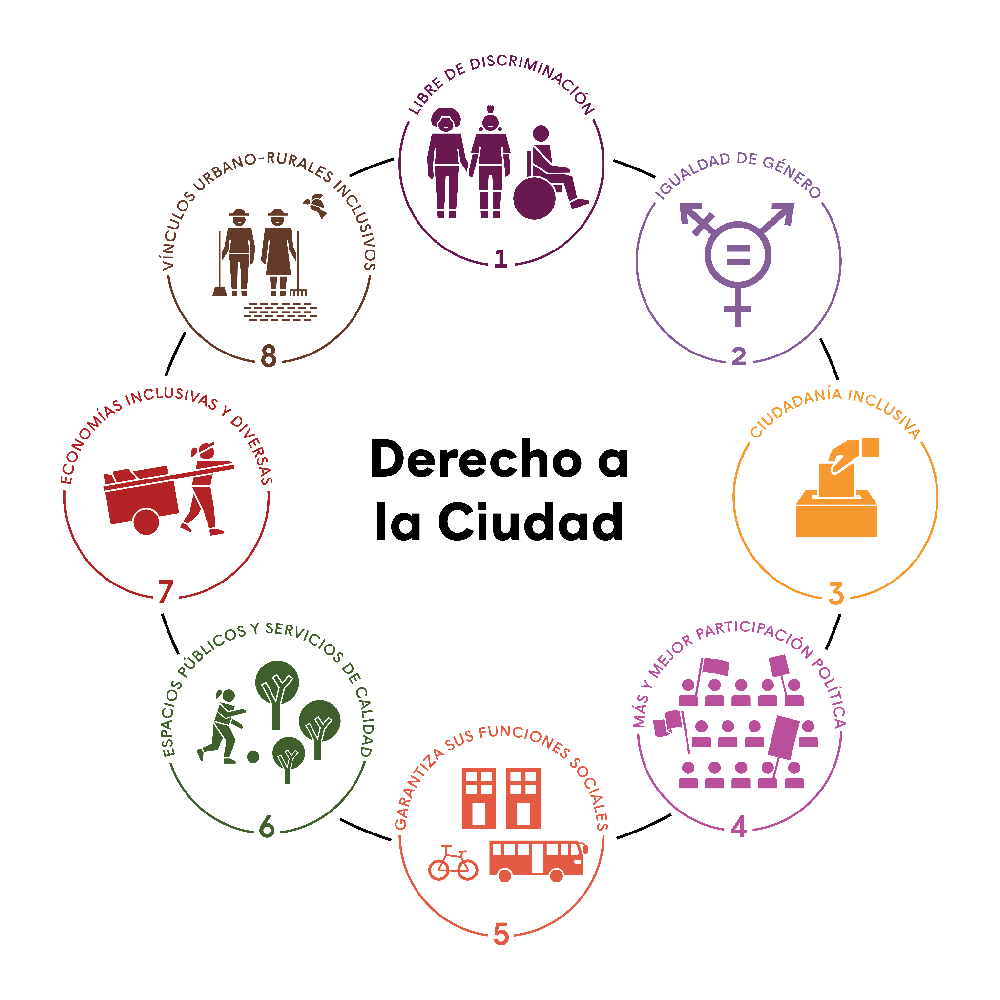 LIBRE DE DISCRIMINACIÓN
1
IGUALDAD DE GÉNERO
2
CIUDADANÍA INCLUSIVA
3
MÁS Y MEJOR PARTICIPACIÓN POLÍTICA
4
GARANTIZA SUS FUNCIONES SOCIALES
5
ESPACIOS PÚBLICOS Y SERVICIOS DE CALIDAD
6
ECONOMÍAS INCLUSIVAS Y DIVERSAS
7
VÍNCULOS URBANO-RURALES INCLUSIVOS
8
Derecho a
la Ciudad